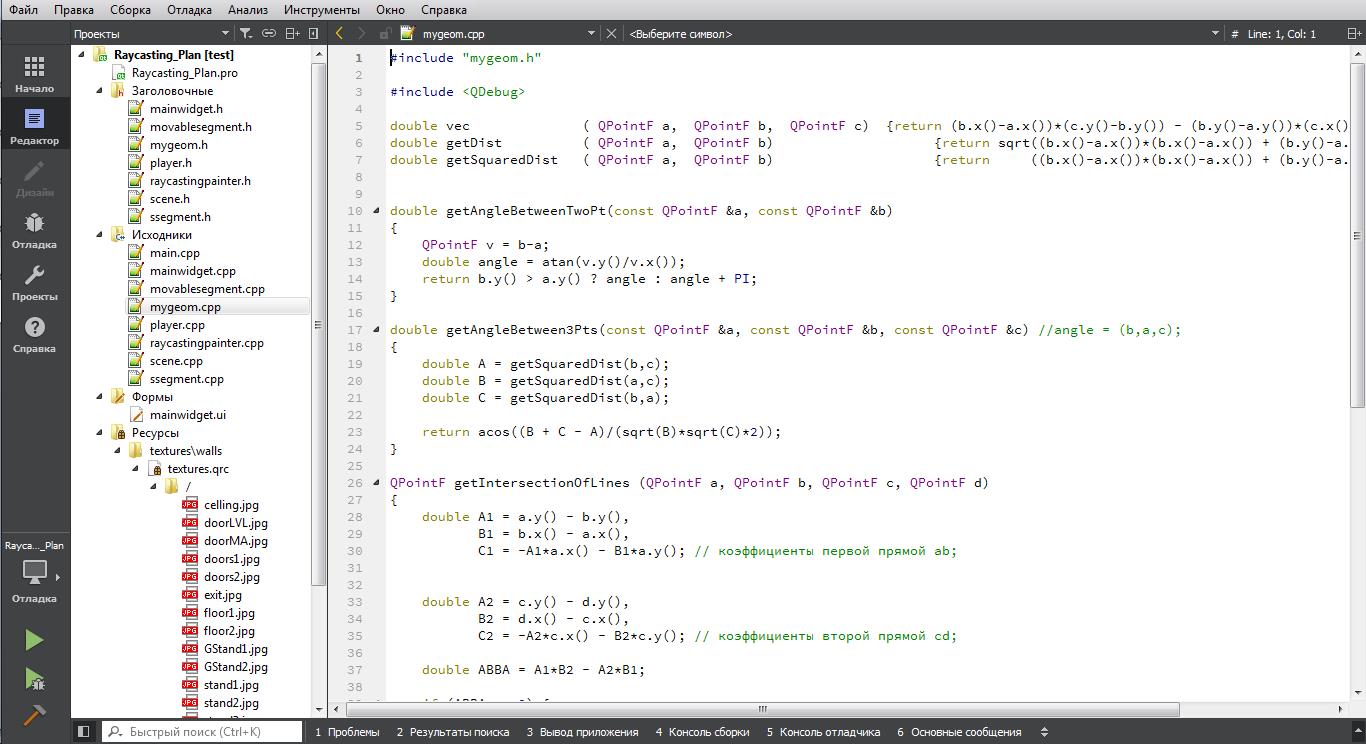 Файл Правка Сборка Отладка Анализ Инструменты Окно Справка
Проекты
mygeom.cpp
<Выберите символ>
# Line: 1, Col: 1
Начало
Редактор
Дизайн
Отладка
Проекты
Справка
Rayca..._Plan
Отладка
Raycasting_Plan [test]
Raycasting_Plan.pro
Заголовочные
mainwidget.h
movablesegment.h
mygeom.h
player.h
raycastingpainter.h
scene.h
ssegment.h
Исходники
main.cpp
mainwidget.cpp
movablesegment.cpp
mygeom.cpp
player.cpp
raycastingpainter.cpp
scene.cpp
ssegment.cpp
Формы
mainwidget.ui
Ресурсы
textures\walls
textures.qrc
/
celling.jpg
doorLVL.jpg
doorMA.jpg
doors1.jpg
doors2.jpg
exit.jpg
floor1.jpg
floor2.jpg
GStand1.jpg
GStand2.jpg
stand1.jpg
stand2.jpg
1 #include "mygeom.h"
2
3 #include <QDebug>
4
5 double vec ( QPointF a, QPointF b, QPointF c) {return (b.x()-a.x())*(c.y()-b.y()) - (b.y()-a.y())*(c.x()
6 double getDist ( QPointF a, QPointF b) {return sqrt((b.x()-a.x())*(b.x()-a.x()) + (b.y()-a.
7 double getSquaredDist ( QPointF a, QPointF b) {return ((b.x()-a.x())*(b.x()-a.x()) + (b.y()-a.
8
9
10 double getAngleBetweenTwoPt(const QPointF &a, const QPointF &b)
11 {
12 QPointF v = b-a;
13 double angle = atan(v.y()/v.x());
14 return b.y() > a.y() ? angle : angle + PI;
15 }
16
17 double getAngleBetween3Pts(const QPointF &a, const QPointF &b, const QPointF &c) //angle = (b,a,c);
18 {
19 double A = getSquaredDist(b,c);
20 double B = getSquaredDist(a,c);
21 double C = getSquaredDist(b,a);
22
23 return acos((B + C - A)/(sqrt(B)*sqrt(C)*2));
24 }
25
26 QPointF getIntersectionOfLines (QPointF a, QPointF b, QPointF c, QPointF d)
27 {
28 double A1 = a.y() - b.y(),
29 B1 = b.x() - a.x(),
30 C1 = -A1*a.x() - B1*a.y(); // коэффициенты первой прямой ab;
31
32
33 double A2 = c.y() - d.y(),
34 B2 = d.x() - c.x(),
35 C2 = -A2*c.x() - B2*c.y(); // коэффициенты второй прямой cd;
36
37 double ABBA = A1*B2 - A2*B1;
38
Быстрый поиск (Ctrl+K)
1 Проблемы 2 Результаты поиска 3 Вывод приложения 4 Консоль сборки 5 Консоль отладчика 6 Основные сообщения